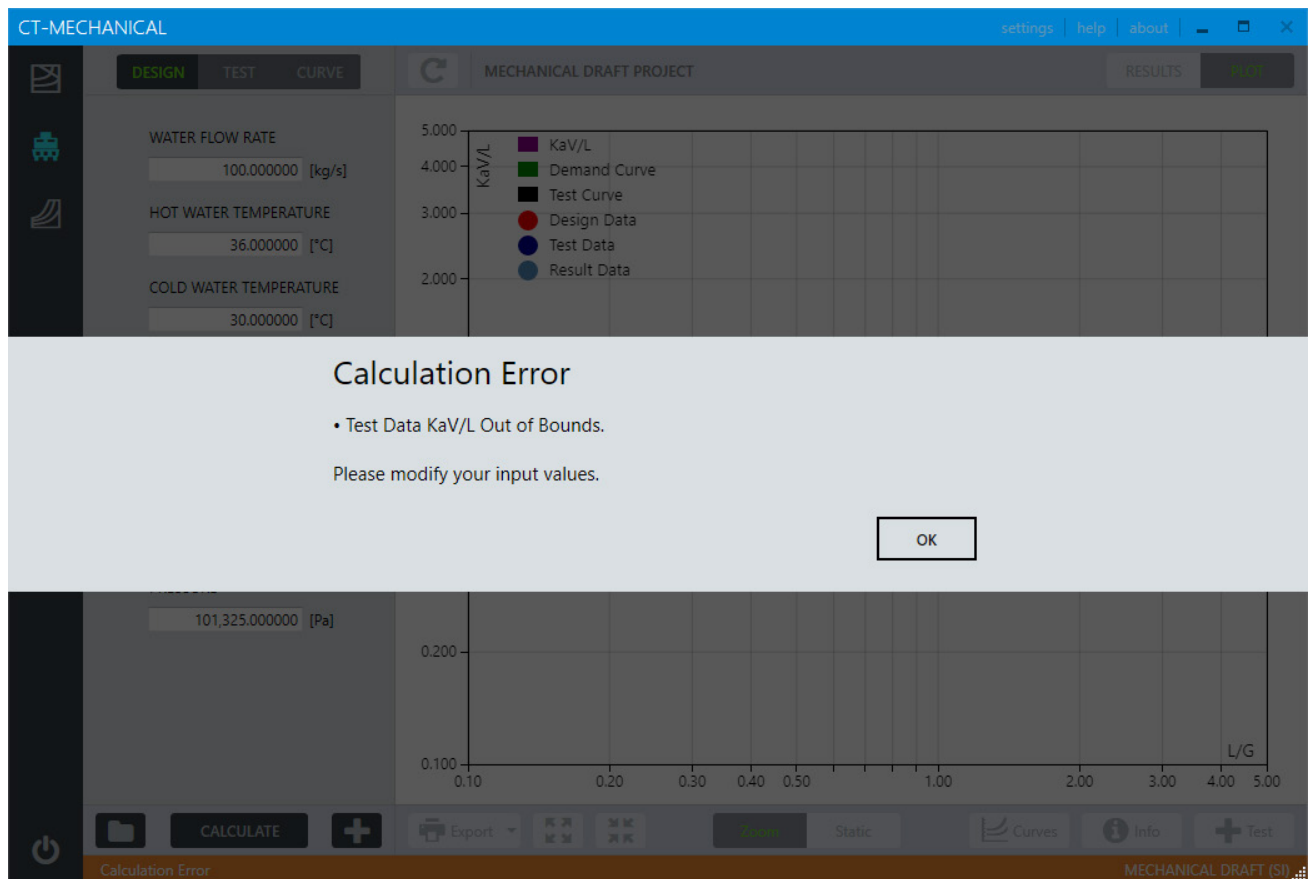 CT-MECHANICAL
settings
help
about
DESIGN
TEST
CURVE
MECHANICAL DRAFT PROJECT
RESULTS
PLOT
WATER FLOW RATE
100.000000 [kg/s]
HOT WATER TEMPERATURE
36.000000 [°C]
COLD WATER TEMPERATURE
30.000000 [°C]
5.000
4.000
3.000
2.000
KaV/L
KaV/L
Demand Curve
Test Curve
Design Data
Test Data
Result Data
Calculation Error
• Test Data KaV/L Out of Bounds.
Please modify your input values.
OK
101,325.000000 [Pa]
0.200
0.100
L/G
0.10
0.20
0.30
0.40
0.50
1.00
2.00
3.00
4.00
5.00
CALCULATE
Export
Zoom
Static
Curves
Info
Test
Calculation Error
MECHANICAL DRAFT (SI)